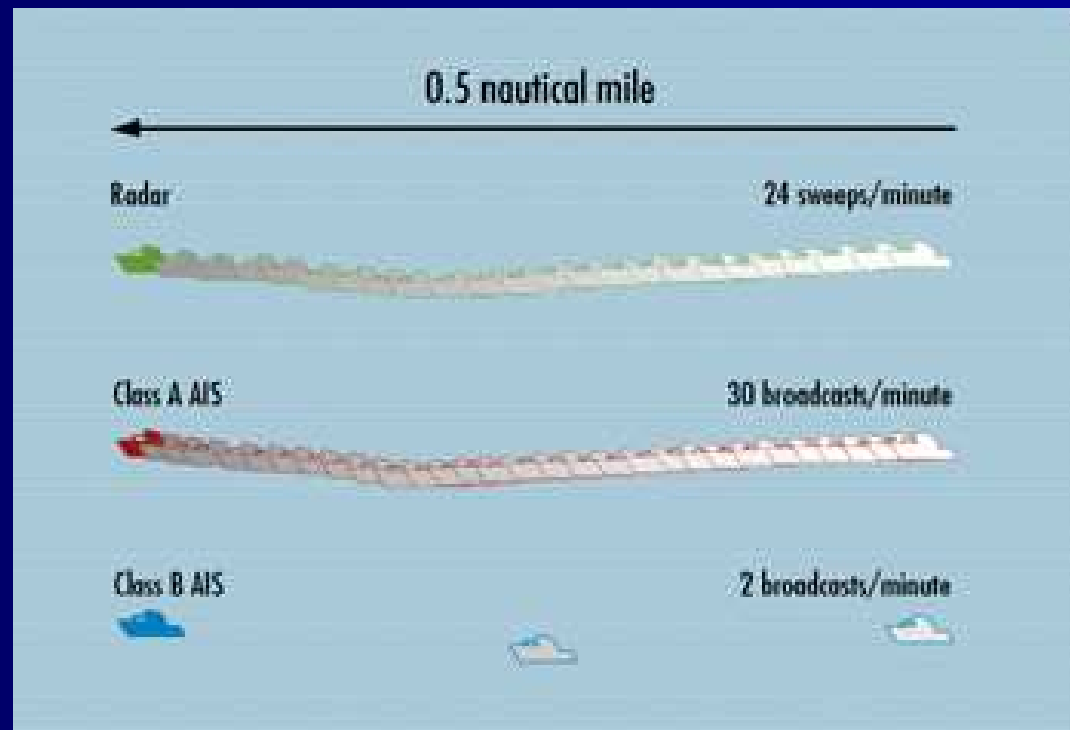 0.5 nautical mile
Radar 24 sweeps/minute
Class A AIS 30 broadcasts/minute
Class B AIS 2 broadcasts/minute